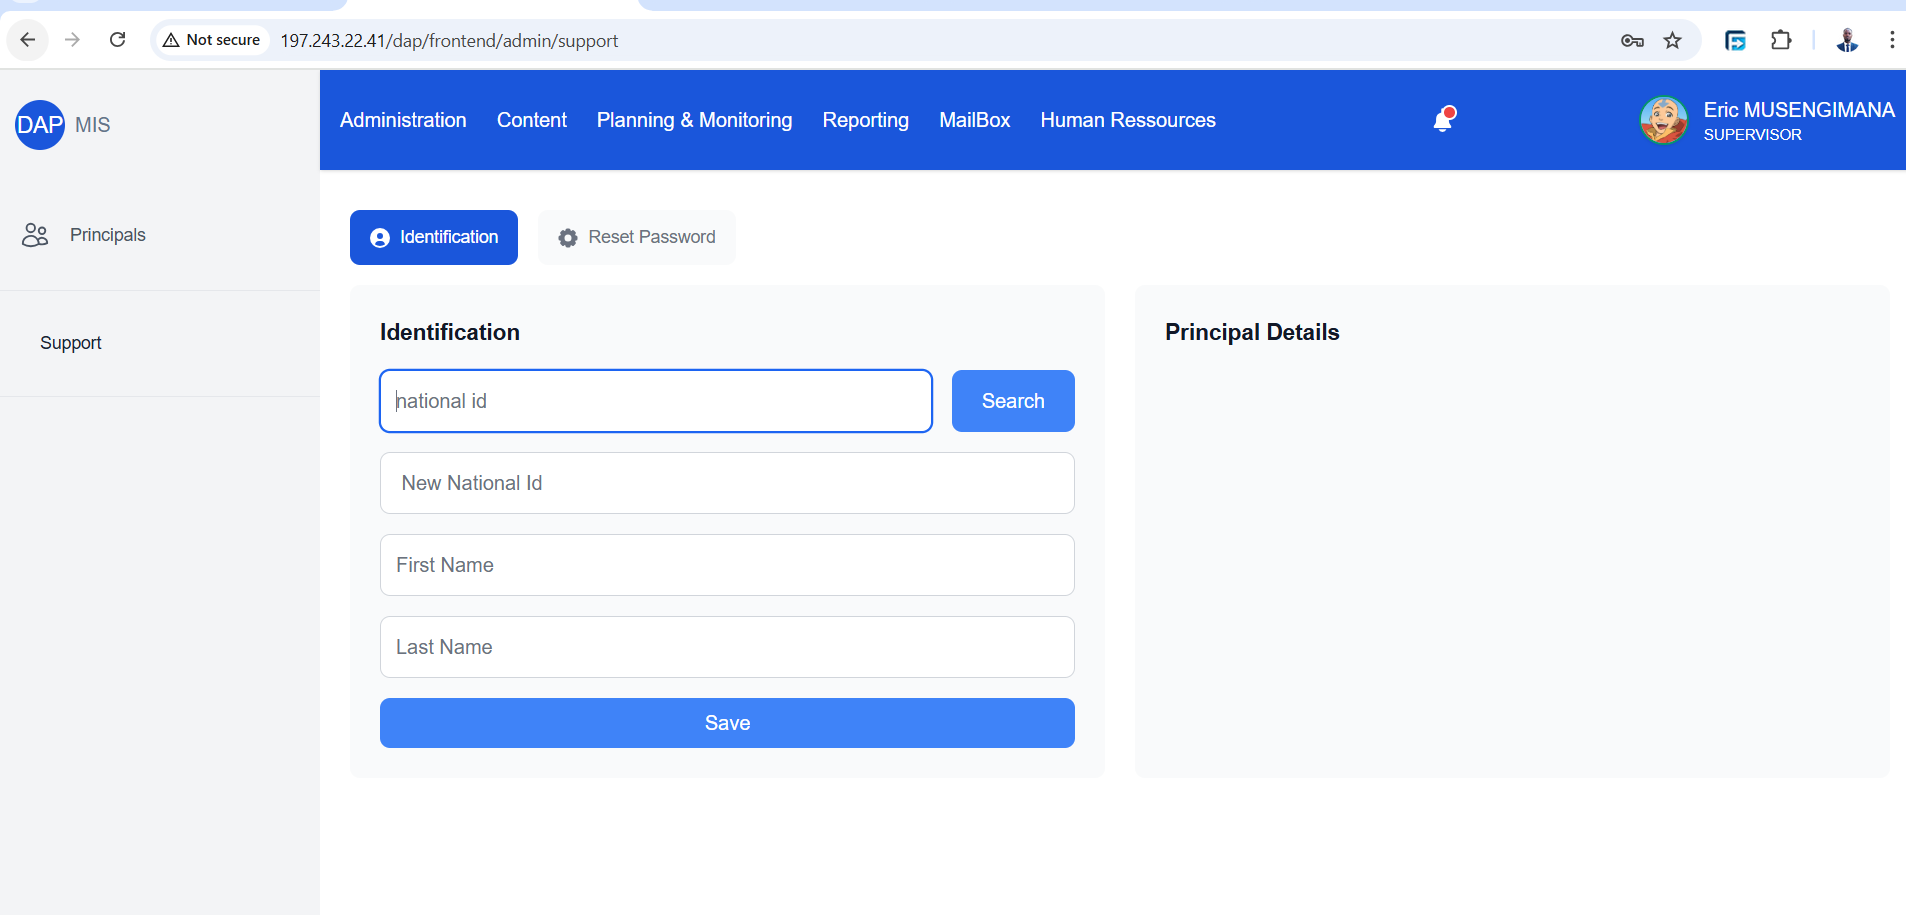 Not secure 197.243.22.41/dap/frontend/admin/support
DAP MIS
Administration Content Planning & Monitoring Reporting MailBox Human Ressources
Eric MUSENGIMANA
SUPERVISOR
Principals
Support
Identification Reset Password
Identification
national id Search
New National Id
First Name
Last Name
Save
Principal Details